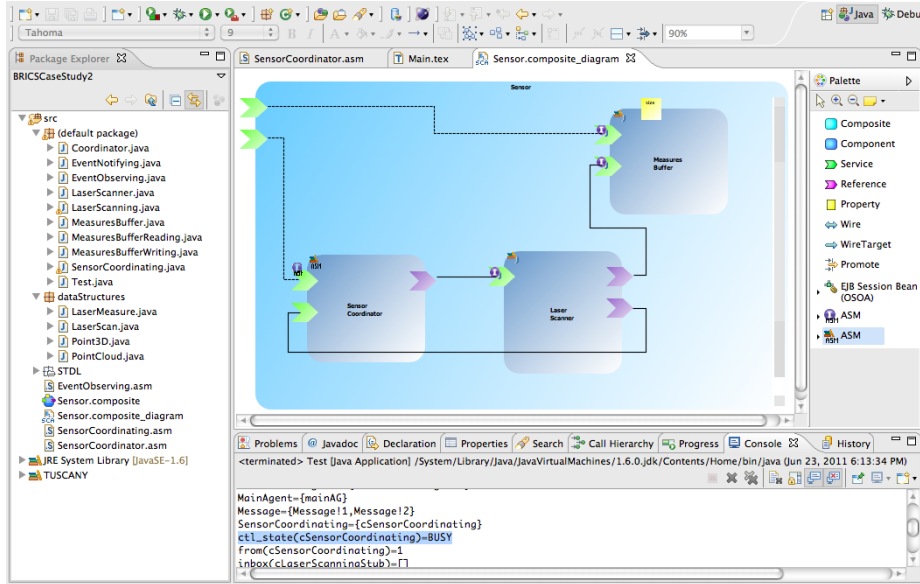 Java Debu
Tahoma 9 B I A 90%
Package Explorer
SensorCoordinator.asm Main.tex Sensor.composite_diagram
BRICSCaseStudy2
src
(default package)
Coordinator.java
EventNotifying.java
EventObserving.java
LaserScanner.java
LaserScanning.java
MeasuresBuffer.java
MeasuresBufferReading.java
MeasuresBufferWriting.java
SensorCoordinating.java
Test.java
dataStructures
LaserMeasure.java
LaserScan.java
Point3D.java
PointCloud.java
STDL
EventObserving.asm
Sensor.composite
Sensor.composite_diagram
SensorCoordinating.asm
SensorCoordinator.asm
JRE System Library [JavaSE-1.6]
TUSCANY
Sensor
size
Measures
Buffer
ASM
ASM
Sensor
Coordinator
Laser
Scanner
Palette
Composite
Component
Service
Reference
Property
Wire
WireTarget
Promote
EJB Session Bean
(OSOA)
ASM
ASM
Problems @ Javadoc Declaration Properties Search Call Hierarchy Progress Console History
<terminated> Test [Java Application] /System/Library/Java/JavaVirtualMachines/1.6.0.jdk/Contents/Home/bin/java (Jun 23, 2011 6:13:34 PM)
MainAgent={mainAG}
Message={Message!1,Message!2}
SensorCoordinating={cSensorCoordinating}
ctl_state(cSensorCoordinating)=BUSY
from(cSensorCoordinating)=1
inbox(cLaserScanningStub)=[]